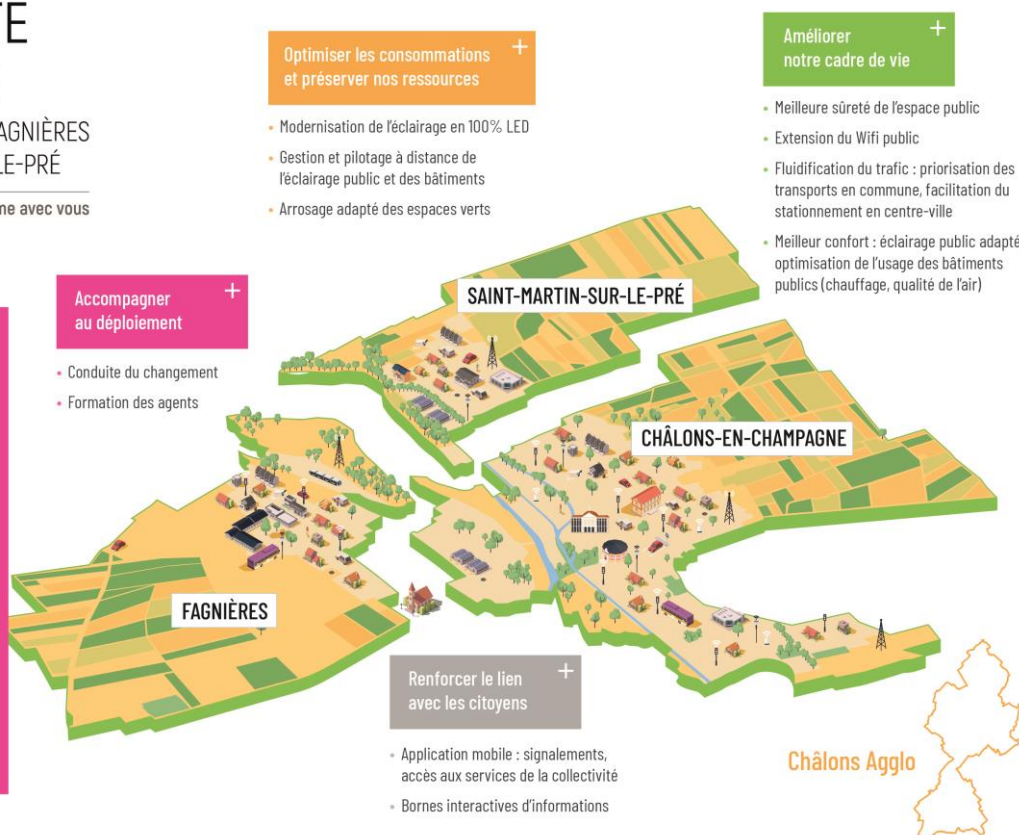 TE
AGNIÈRES
LE-PRÉ
me avec vous
Optimiser les consommations
et préserver nos ressources
+
• Modernisation de l'éclairage en 100% LED
• Gestion et pilotage à distance de
l'éclairage public et des bâtiments
• Arrosage adapté des espaces verts
Améliorer
notre cadre de vie
+
• Meilleure sûreté de l'espace public
• Extension du Wifi public
• Fluidification du trafic : priorisation des
transports en commune, facilitation du
stationnement en centre-ville
• Meilleur confort : éclairage public adapté
optimisation de l'usage des bâtiments
publics (chauffage, qualité de l'air)
Accompagner
au déploiement
+
• Conduite du changement
• Formation des agents
SAINT-MARTIN-SUR-LE-PRÉ
CHÂLONS-EN-CHAMPAGNE
FAGNIÈRES
Renforcer le lien
avec les citoyens
+
• Application mobile : signalements,
accès aux services de la collectivité
• Bornes interactives d'informations
Châlons Agglo